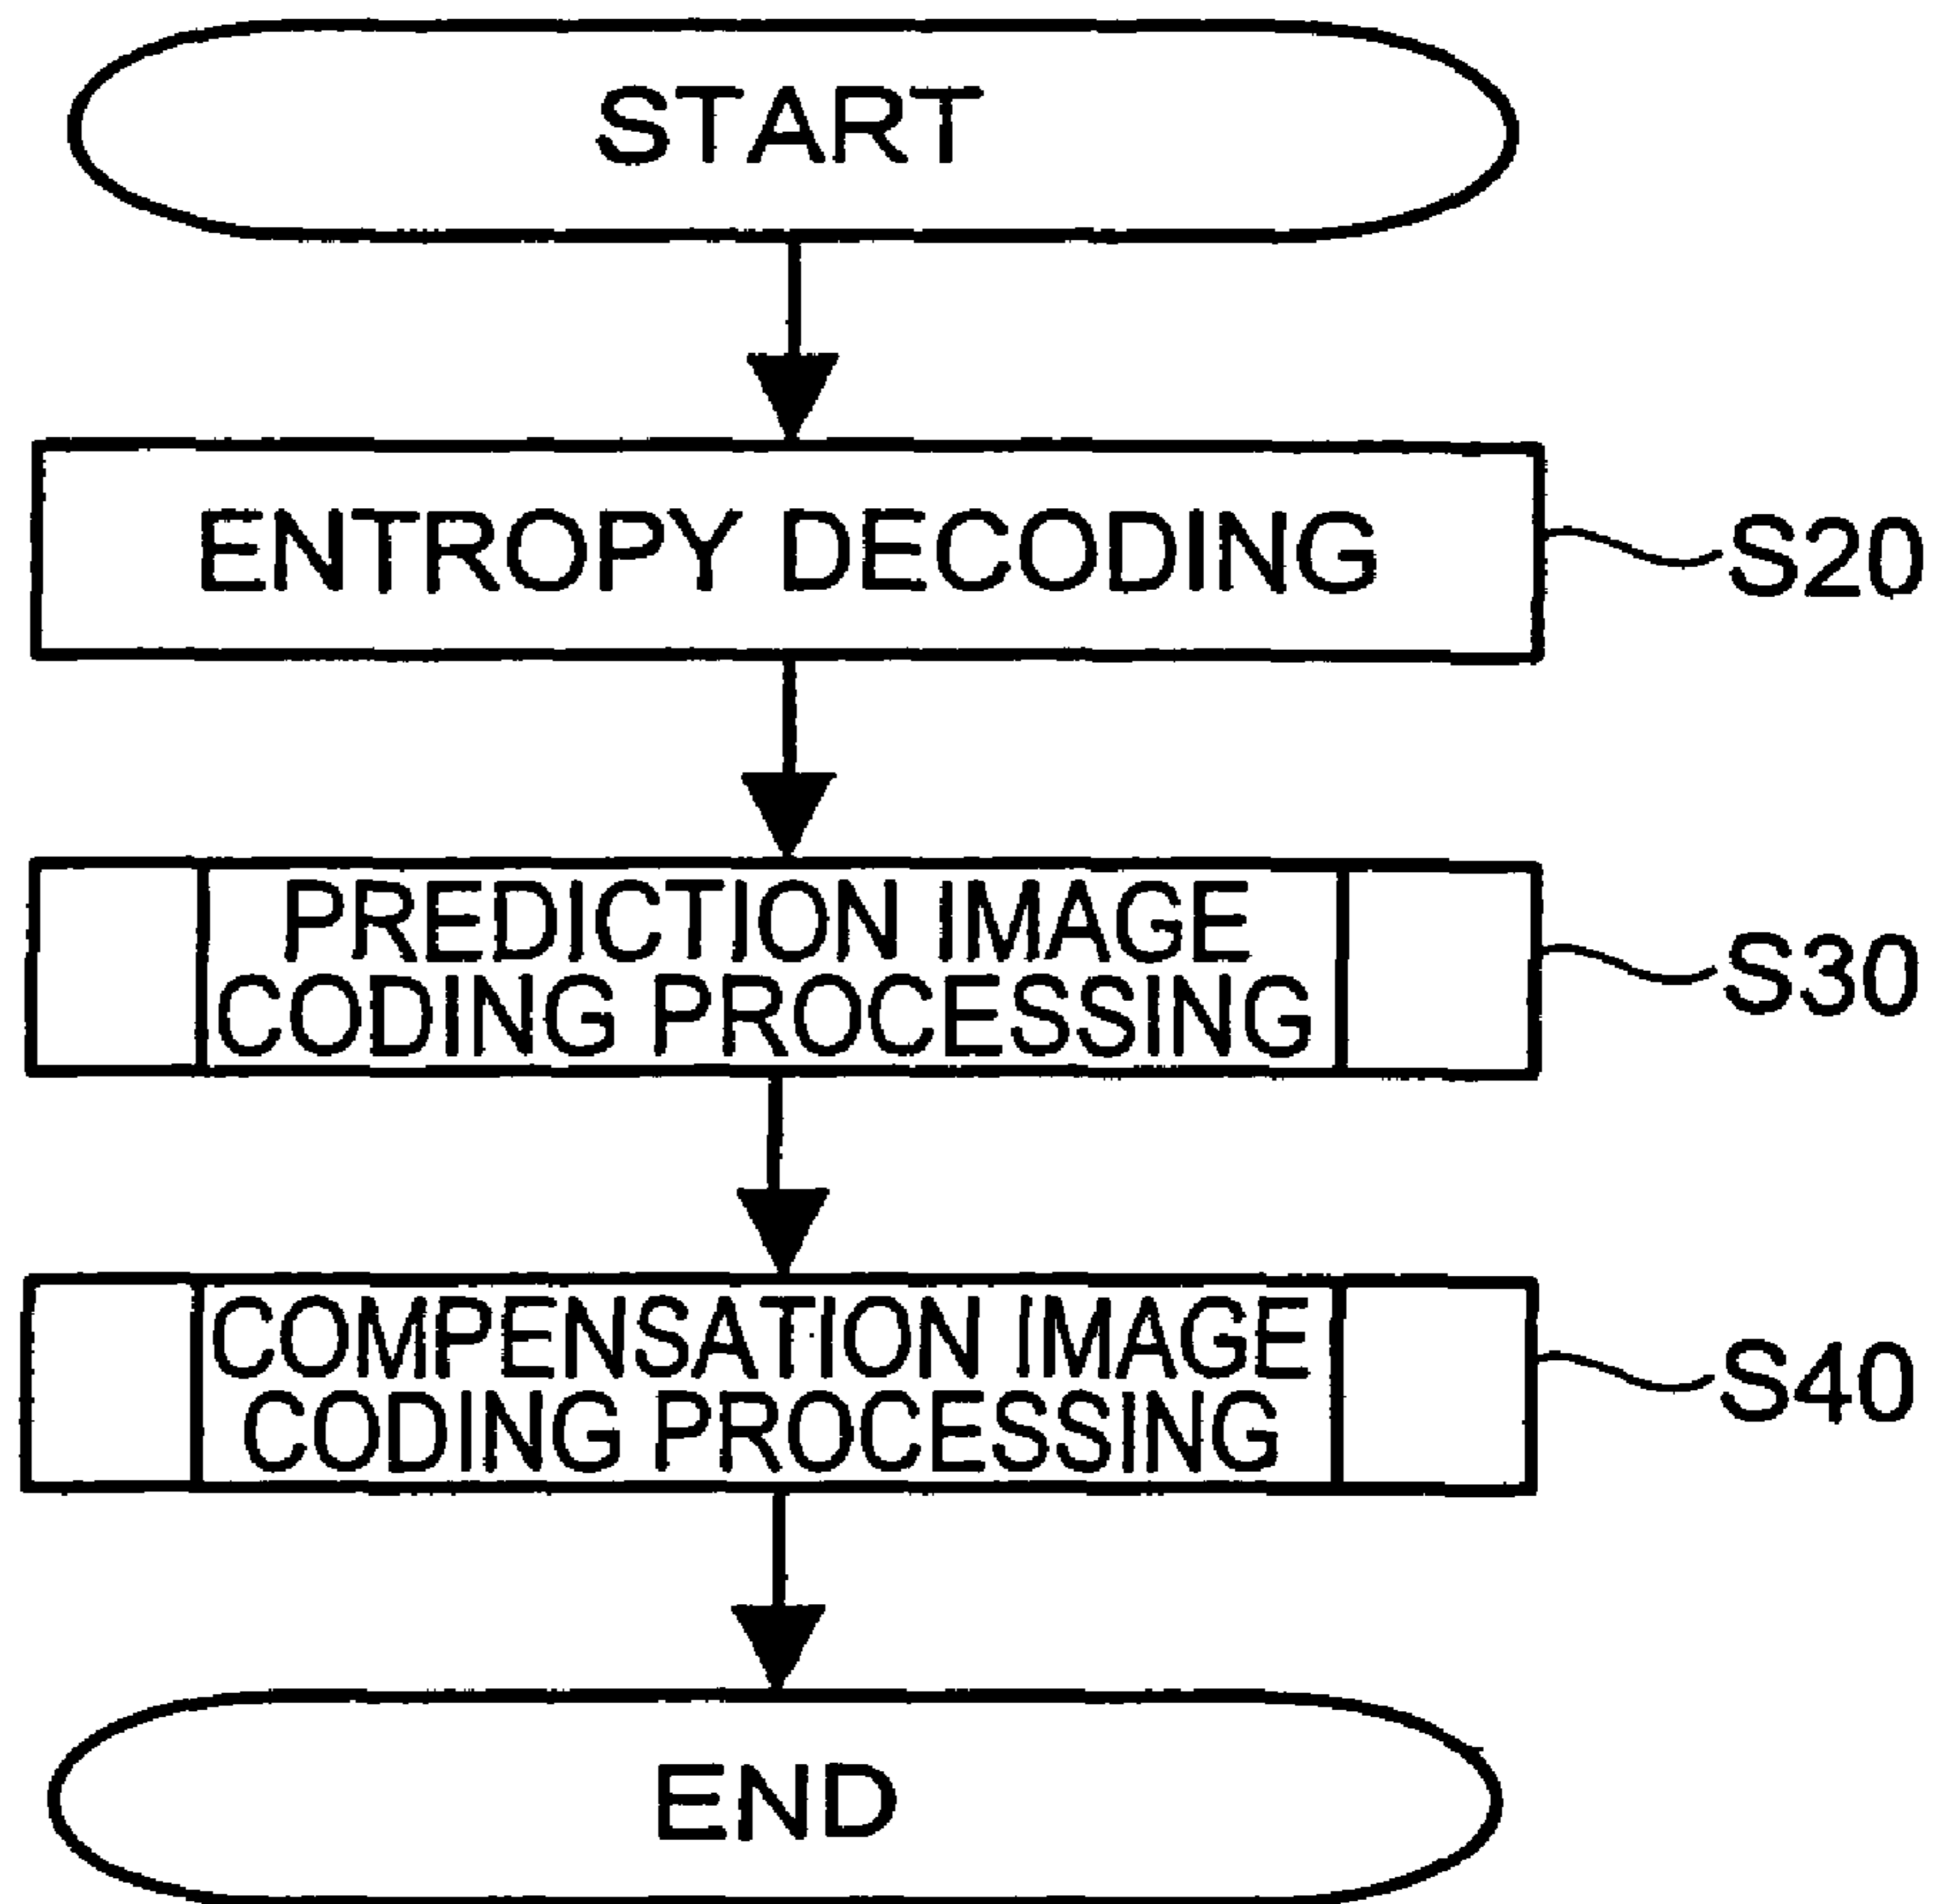 START
ENTROPY DECODING
S20
PREDICTION IMAGE
CODING PROCESSING
S30
COMPENSATION IMAGE
CODING PROCESSING
S40
END